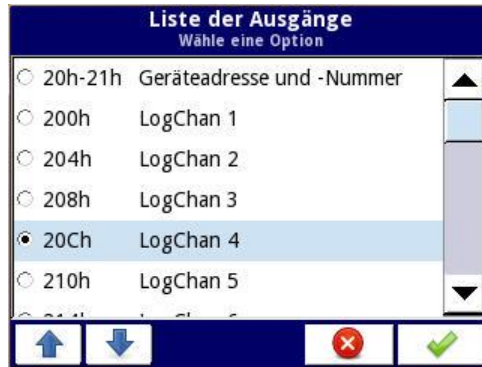 Liste der Ausgänge
Wähle eine Option
20h-21h Geräteadresse und -Nummer
200h LogChan 1
204h LogChan 2
208h LogChan 3
20Ch LogChan 4
210h LogChan 5